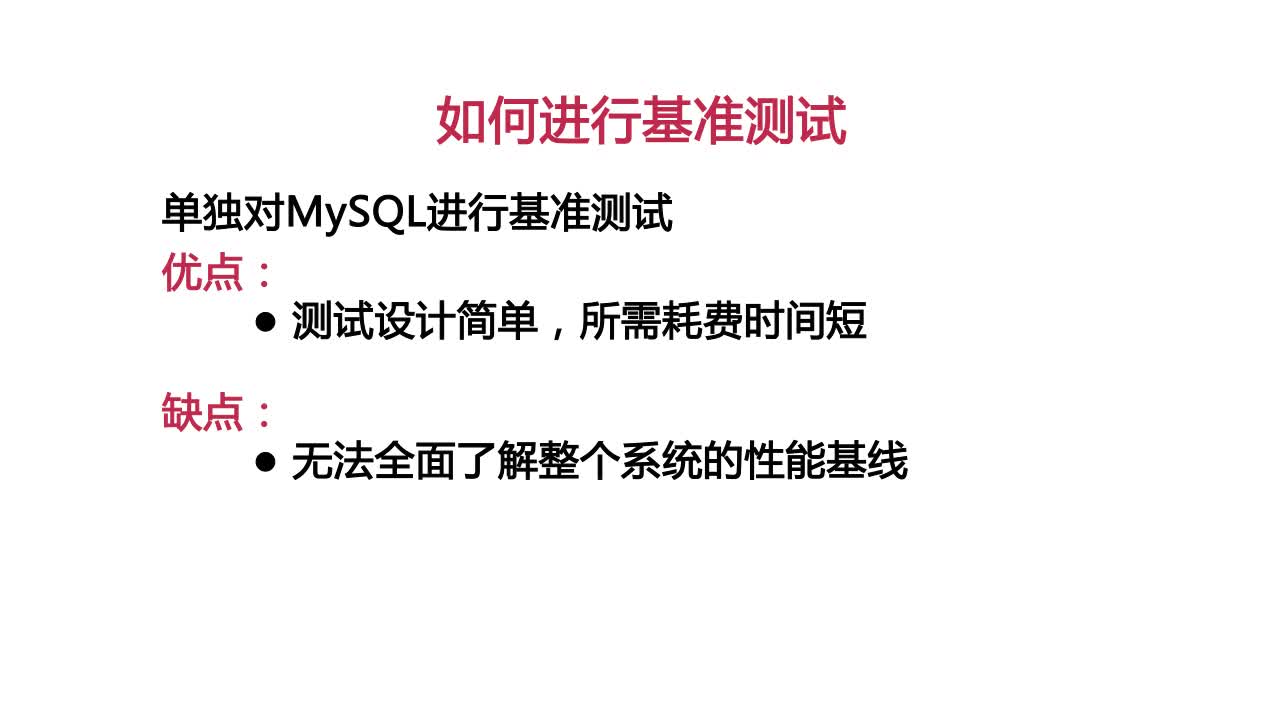 如何进行基准测试
单独对MySQL进行基准测试
优点：
● 测试设计简单，所需耗费时间短
缺点：
● 无法全面了解整个系统的性能基线